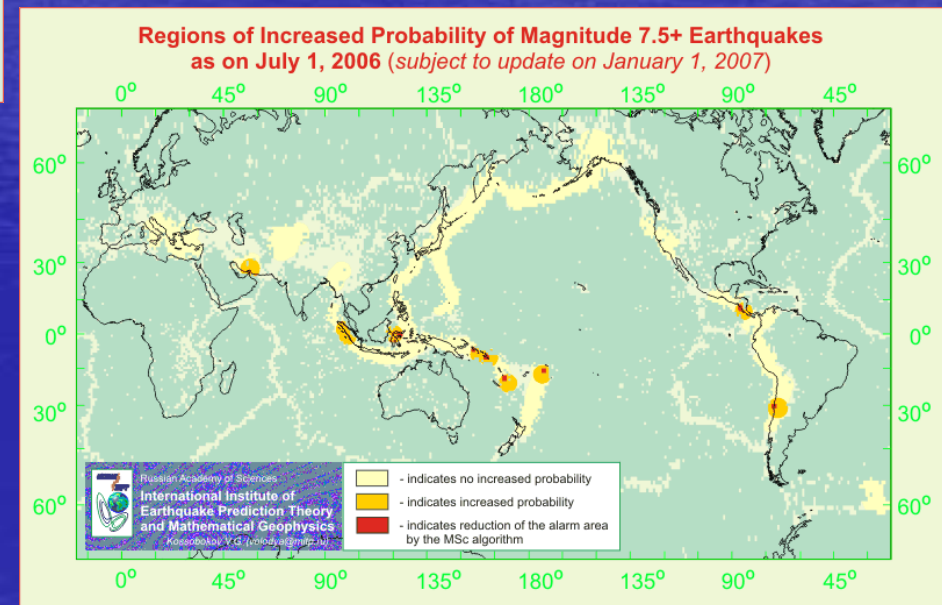 Regions of Increased Probability of Magnitude 7.5+ Earthquakes
as on July 1, 2006 (subject to update on January 1, 2007)
0° 45° 90° 135° 180° 135° 90° 45°
60° 60°
30° 30°
0° 0°
30° 30°
60° 60°
Russian Academy of Sciences
International Institute of
Earthquake Prediction Theory
and Mathematical Geophysics
Kossobokov V.G. (volodya@mitp.ru)
- indicates no increased probability
- indicates increased probability
- indicates reduction of the alarm area
by the MSc algorithm
0° 45° 90° 135° 180° 135° 90° 45°